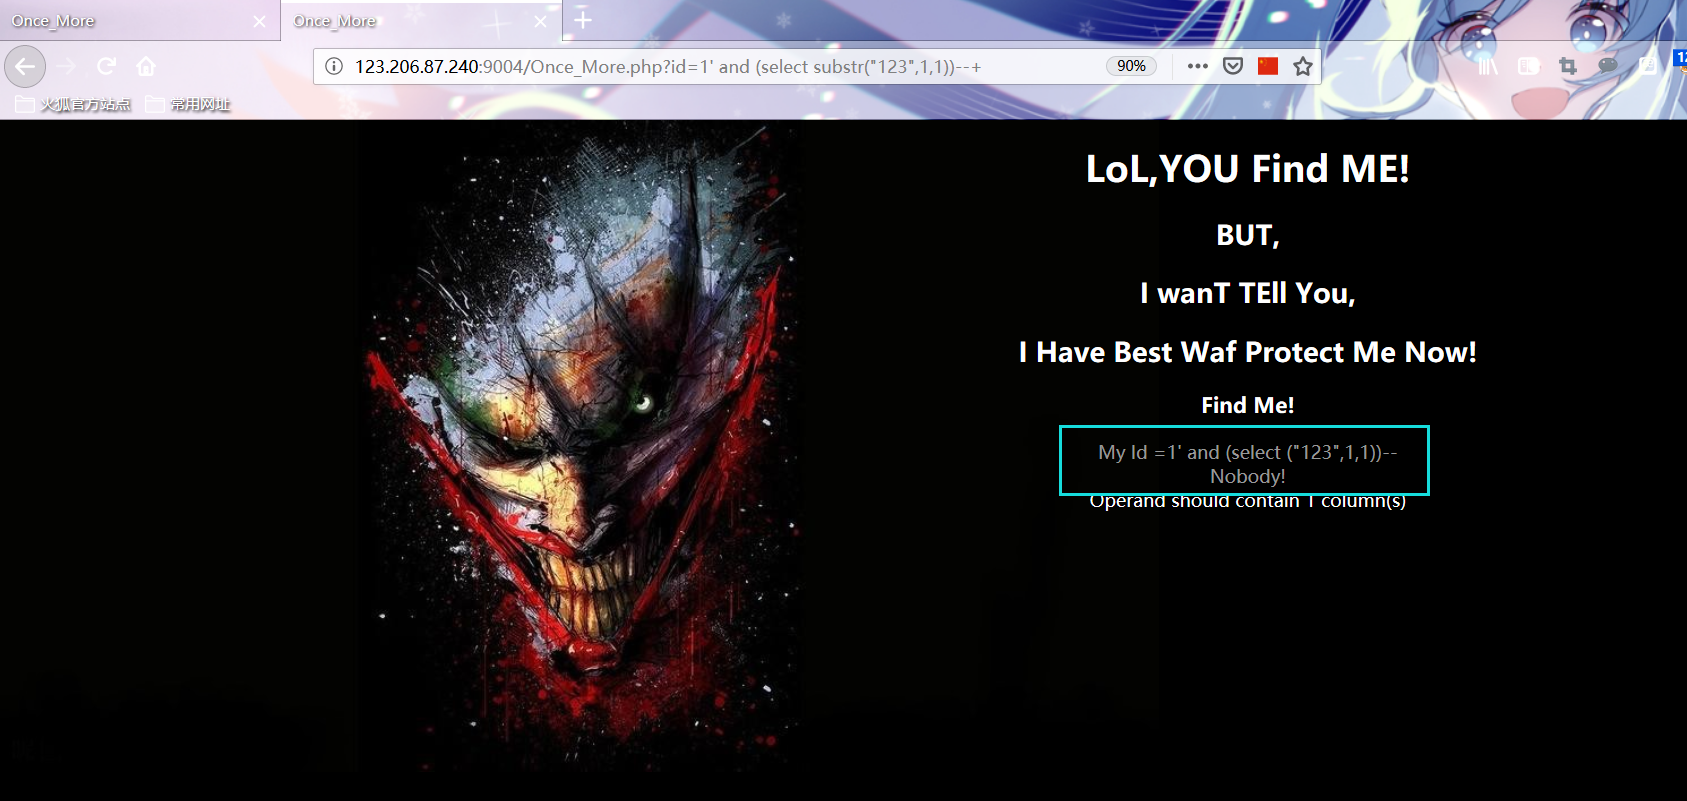 Once_More
Once_More
123.206.87.240:9004/Once_More.php?id=1' and (select substr("123",1,1))--+
90%
12
火狐官方站点
常用网址
LoL,YOU Find ME!
BUT,
I wanT TEll You,
I Have Best Waf Protect Me Now!
Find Me!
My Id =1' and (select ("123",1,1))--
Nobody!
Operand should contain 1 column(s)